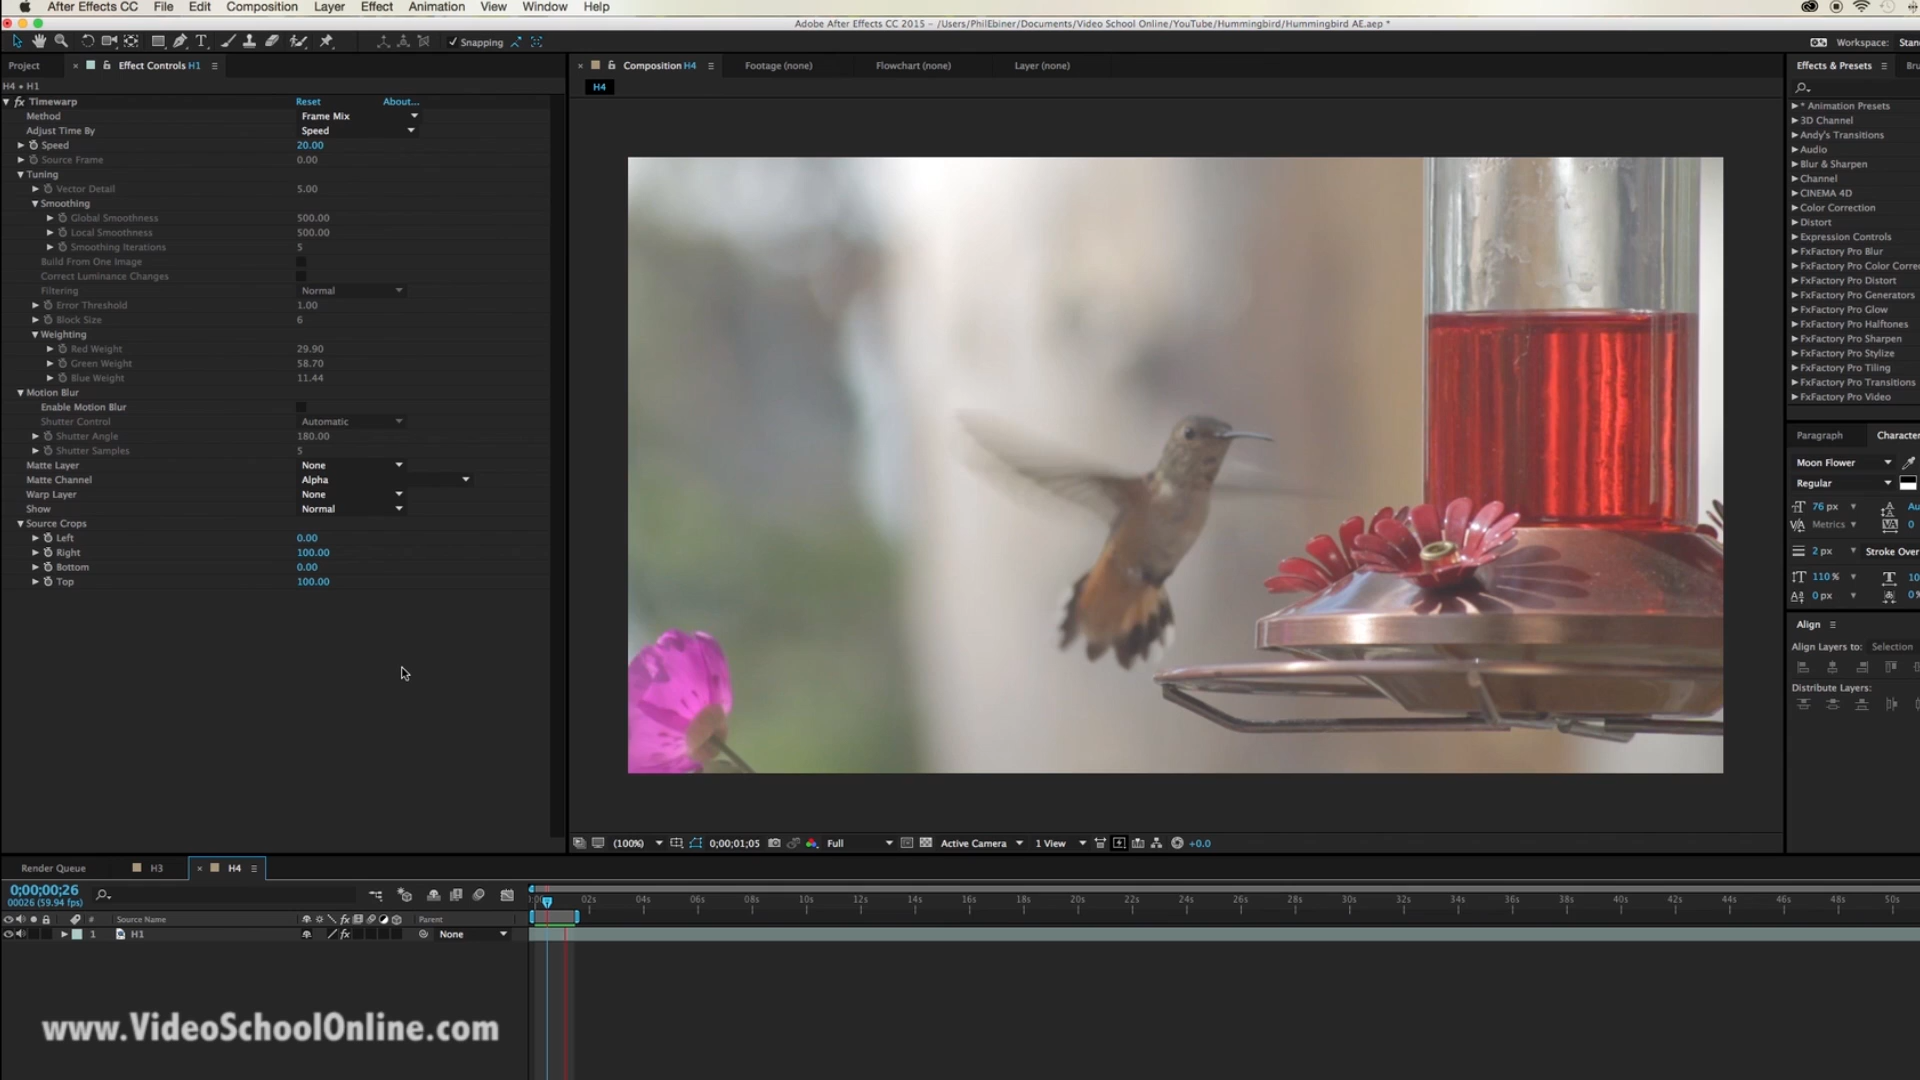 After Effects CC File Edit Composition Layer Effect Animation View Window Help
Adobe After Effects CC 2015 - /Users/PhilEbiner/Documents/Video School Online/YouTube/Hummingbird/Hummingbird AE.aep *
Snapping
Workspace: Stan
Project
Effect Controls H1
Composition H4
Footage (none)
Flowchart (none)
Layer (none)
Effects & Presets
Bru
H4 • H1
H4
fx Timewarp Reset About...
Method Frame Mix
Adjust Time By Speed
Speed 20.00
Source Frame 0.00
Tuning
Vector Detail 5.00
Smoothing
Global Smoothness 500.00
Local Smoothness 500.00
Smoothing Iterations 5
Build From One Image
Correct Luminance Changes
Filtering Normal
Error Threshold 1.00
Block Size 6
Weighting
Red Weight 29.90
Green Weight 58.70
Blue Weight 11.44
Motion Blur
Enable Motion Blur
Shutter Control Automatic
Shutter Angle 180.00
Shutter Samples 5
Matte Layer None
Matte Channel Alpha
Warp Layer None
Show Normal
Source Crops
Left 0.00
Right 100.00
Bottom 0.00
Top 100.00
* Animation Presets
3D Channel
Andy's Transitions
Audio
Blur & Sharpen
Channel
CINEMA 4D
Color Correction
Distort
Expression Controls
FxFactory Pro Blur
FxFactory Pro Color Corre
FxFactory Pro Distort
FxFactory Pro Generators
FxFactory Pro Glow
FxFactory Pro Halftones
FxFactory Pro Sharpen
FxFactory Pro Stylize
FxFactory Pro Tiling
FxFactory Pro Transitions
FxFactory Pro Video
Paragraph Characte
Moon Flower
Regular
76 px Au
Metrics 0
2 px Stroke Over
110 % 10
0 px 0%
Align
Align Layers to: Selection
Distribute Layers:
(100%) 0;00;01;05 Full Active Camera 1 View +0.0
Render Queue H3 H4
0;00;00;26
00026 (59.94 fps)
02s 04s 06s 08s 10s 12s 14s 16s 18s 20s 22s 24s 26s 28s 30s 32s 34s 36s 38s 40s 42s 44s 46s 48s 50s
# Source Name Parent
1 H1 None
www.VideoSchoolOnline.com